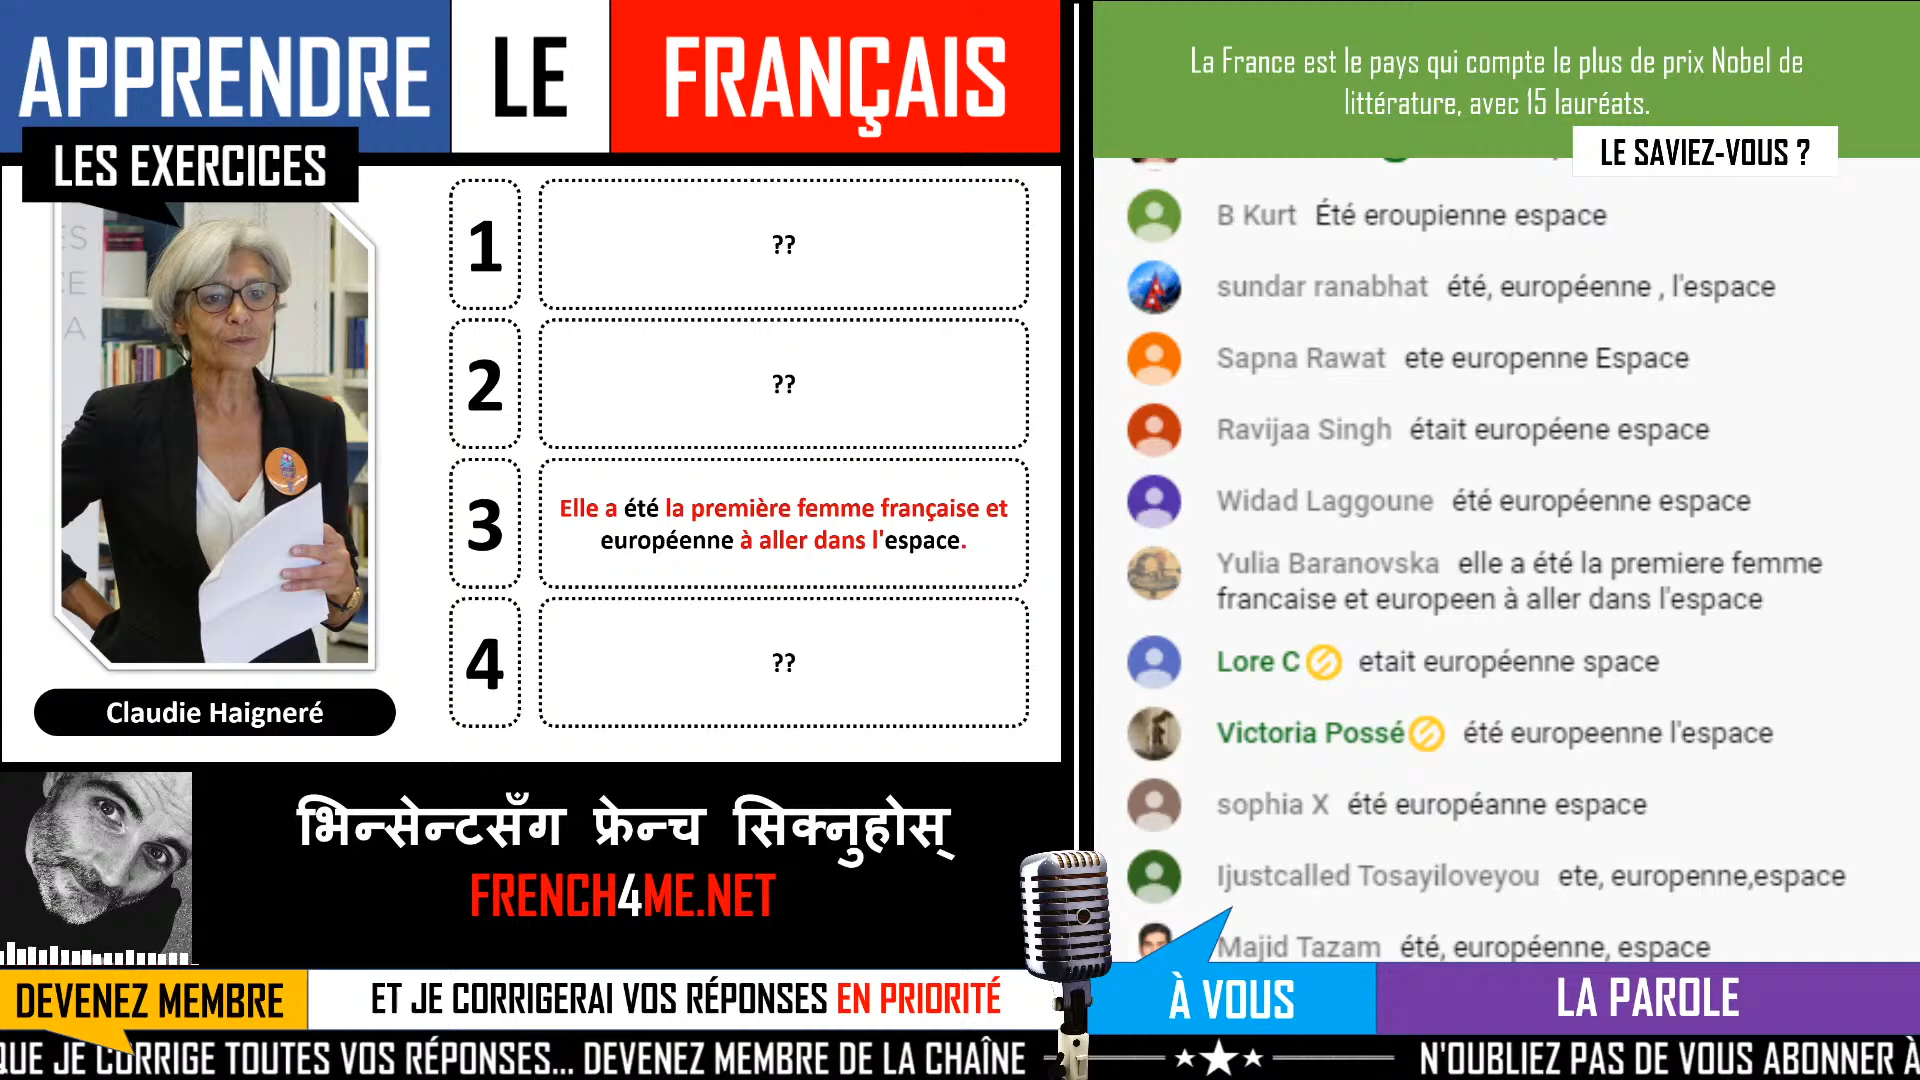 APPRENDRE LE FRANÇAIS
LES EXERCICES
1
??
2
??
3
Elle a été la première femme française et
européenne à aller dans l'espace.
4
??
Claudie Haigneré
भिन्सेन्टसँग फ्रेन्च सिक्नुहोस्
FRENCH4ME.NET
DEVENEZ MEMBRE
ET JE CORRIGERAI VOS RÉPONSES EN PRIORITÉ
La France est le pays qui compte le plus de prix Nobel de
littérature, avec 15 lauréats.
LE SAVIEZ-VOUS ?
B Kurt Été eroupienne espace
sundar ranabhat été, européenne , l'espace
Sapna Rawat ete europenne Espace
Ravijaa Singh était européene espace
Widad Laggoune été européenne espace
Yulia Baranovska elle a été la premiere femme
francaise et europeen à aller dans l'espace
Lore C etait européenne space
Victoria Possé été europeenne l'espace
sophia X été européanne espace
Ijustcalled Tosayiloveyou ete, europenne,espace
Majid Tazam été, européenne, espace
À VOUS
LA PAROLE
QUE JE CORRIGE TOUTES VOS RÉPONSES... DEVENEZ MEMBRE DE LA CHAÎNE
N'OUBLIEZ PAS DE VOUS ABONNER À